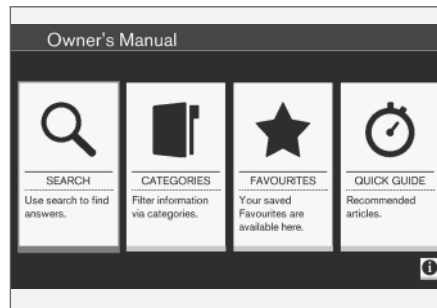 Owner's Manual
SEARCH
Use search to find
answers.
CATEGORIES
Filter information
via categories.
FAVOURITES
Your saved
Favourites are
available here.
QUICK GUIDE
Recommended
articles.
i